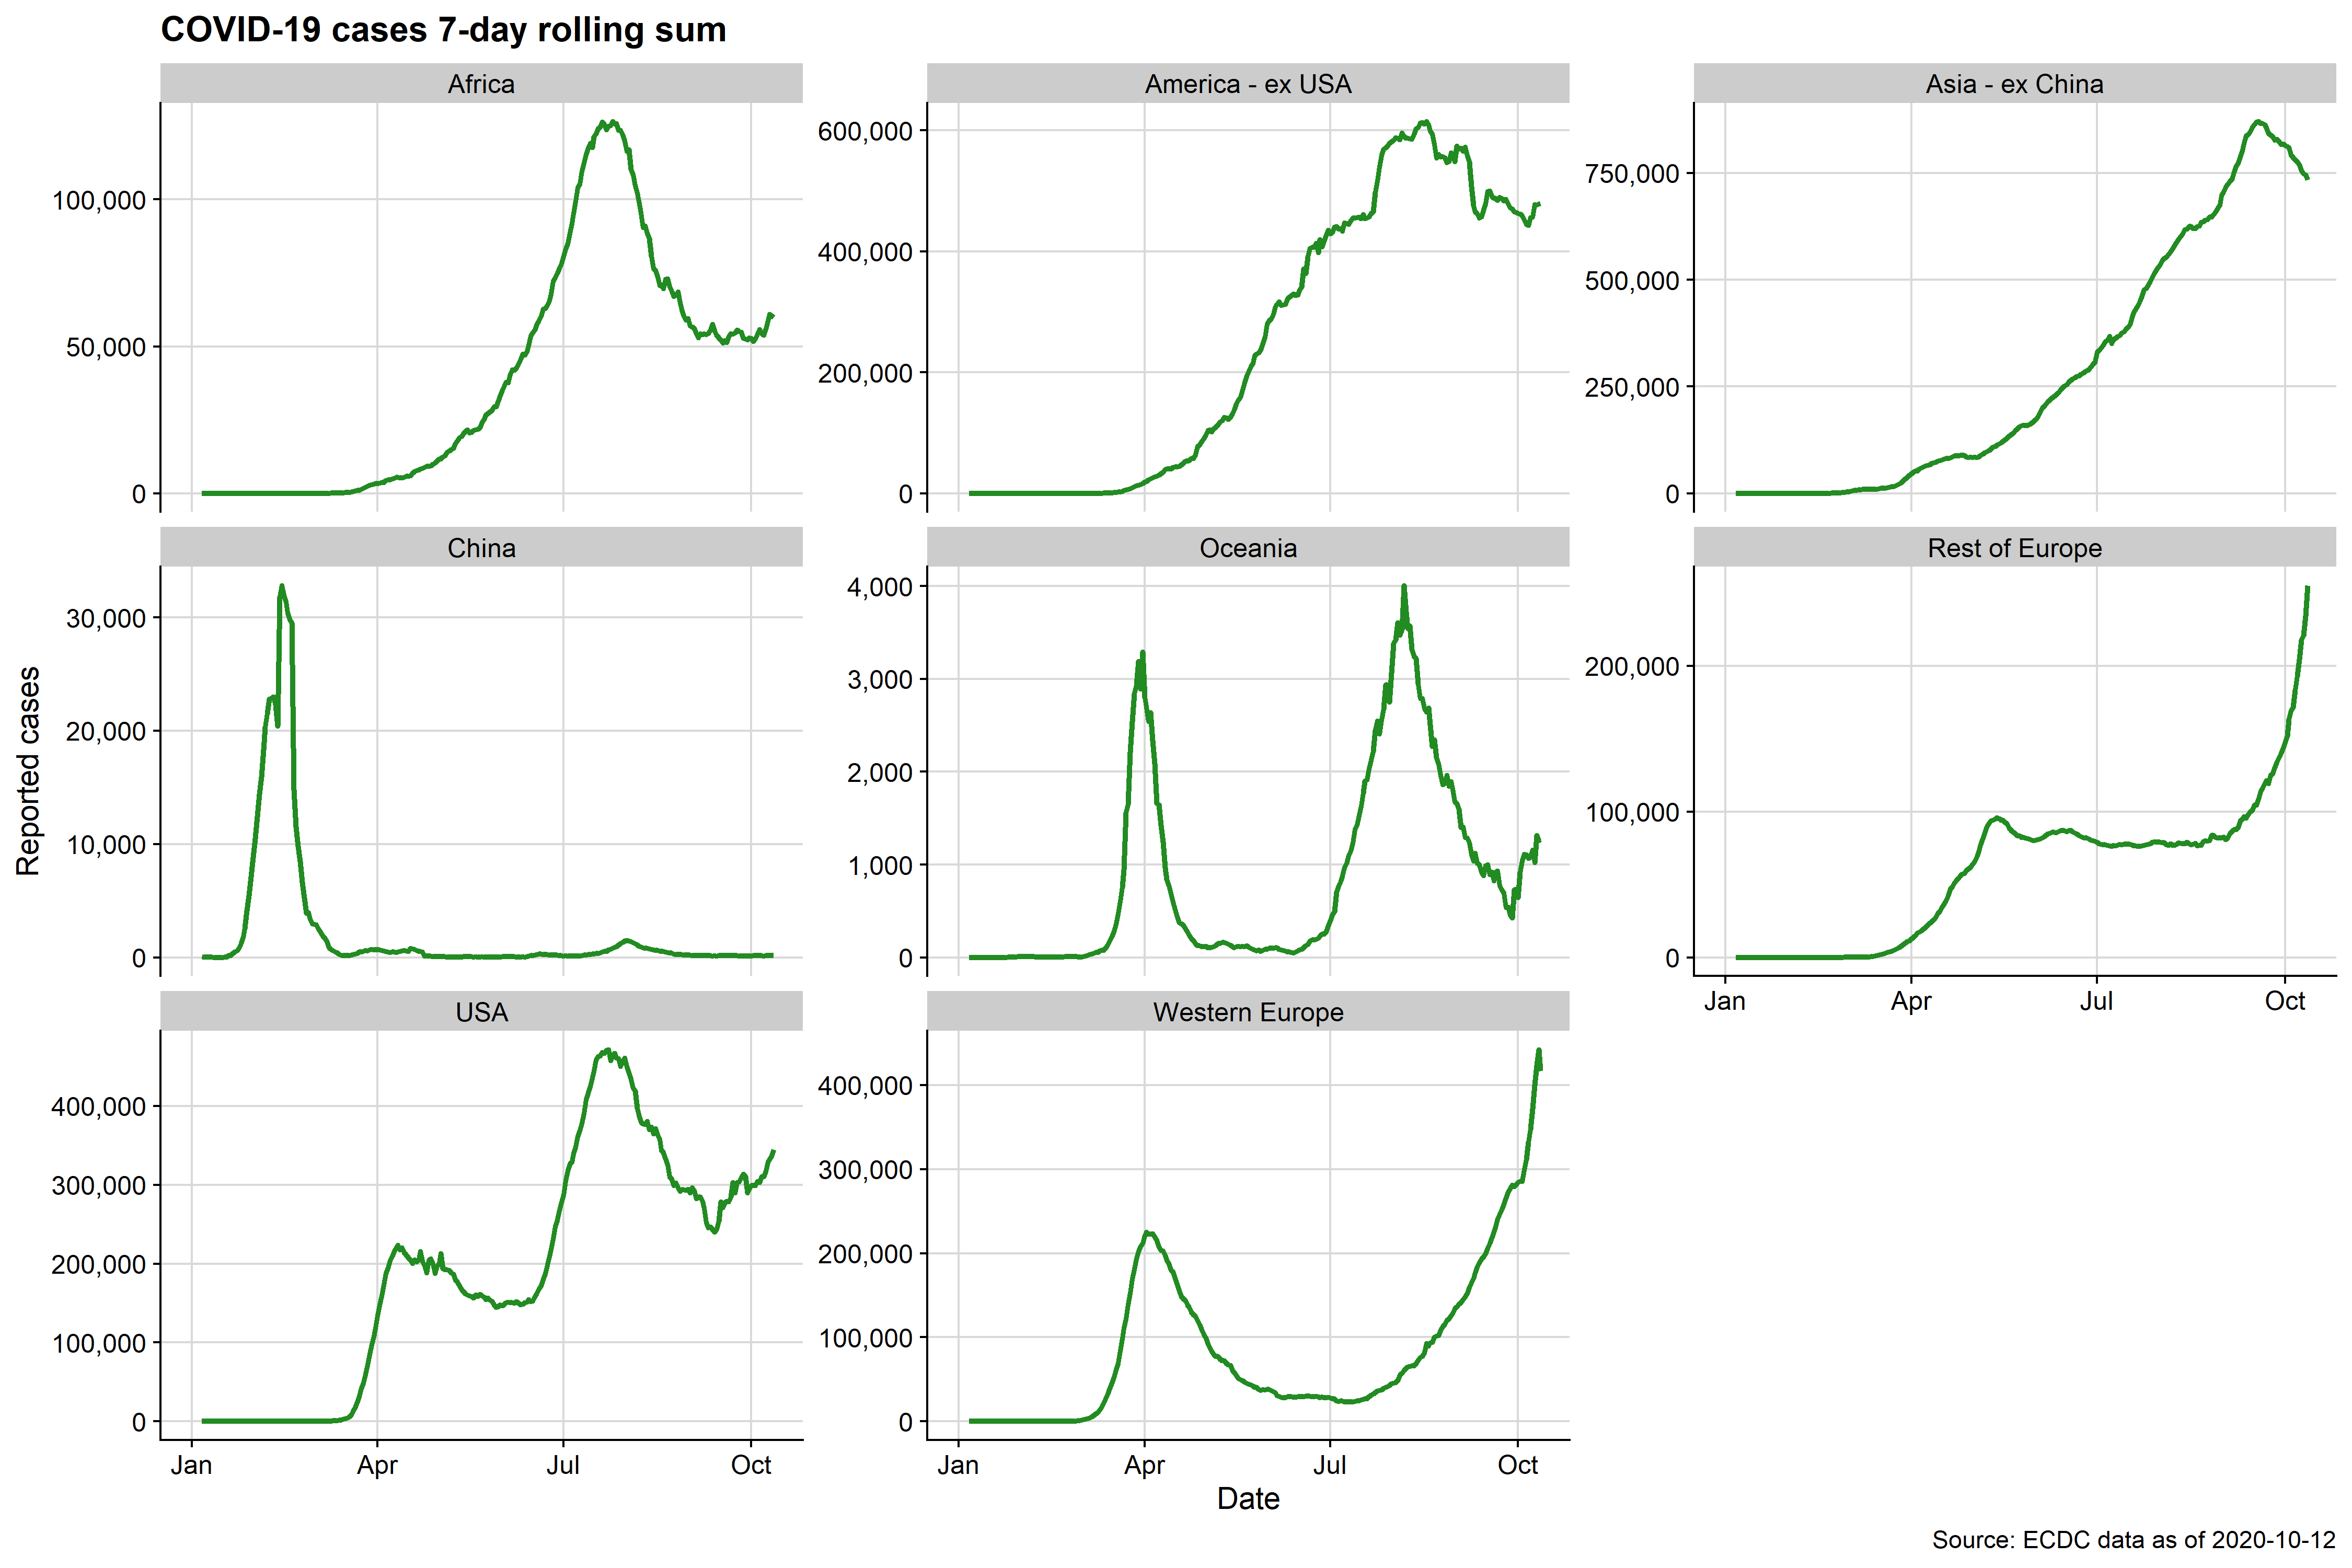 COVID-19 cases 7-day rolling sum
Africa
America - ex USA
Asia - ex China
100,000
50,000
0
600,000
400,000
200,000
0
750,000
500,000
250,000
0
China
Oceania
Rest of Europe
30,000
20,000
10,000
0
4,000
3,000
2,000
1,000
0
200,000
100,000
0
Jan Apr Jul Oct
Reported cases
USA
Western Europe
400,000
300,000
200,000
100,000
0
400,000
300,000
200,000
100,000
0
Jan Apr Jul Oct
Jan Apr Jul Oct
Date
Source: ECDC data as of 2020-10-12